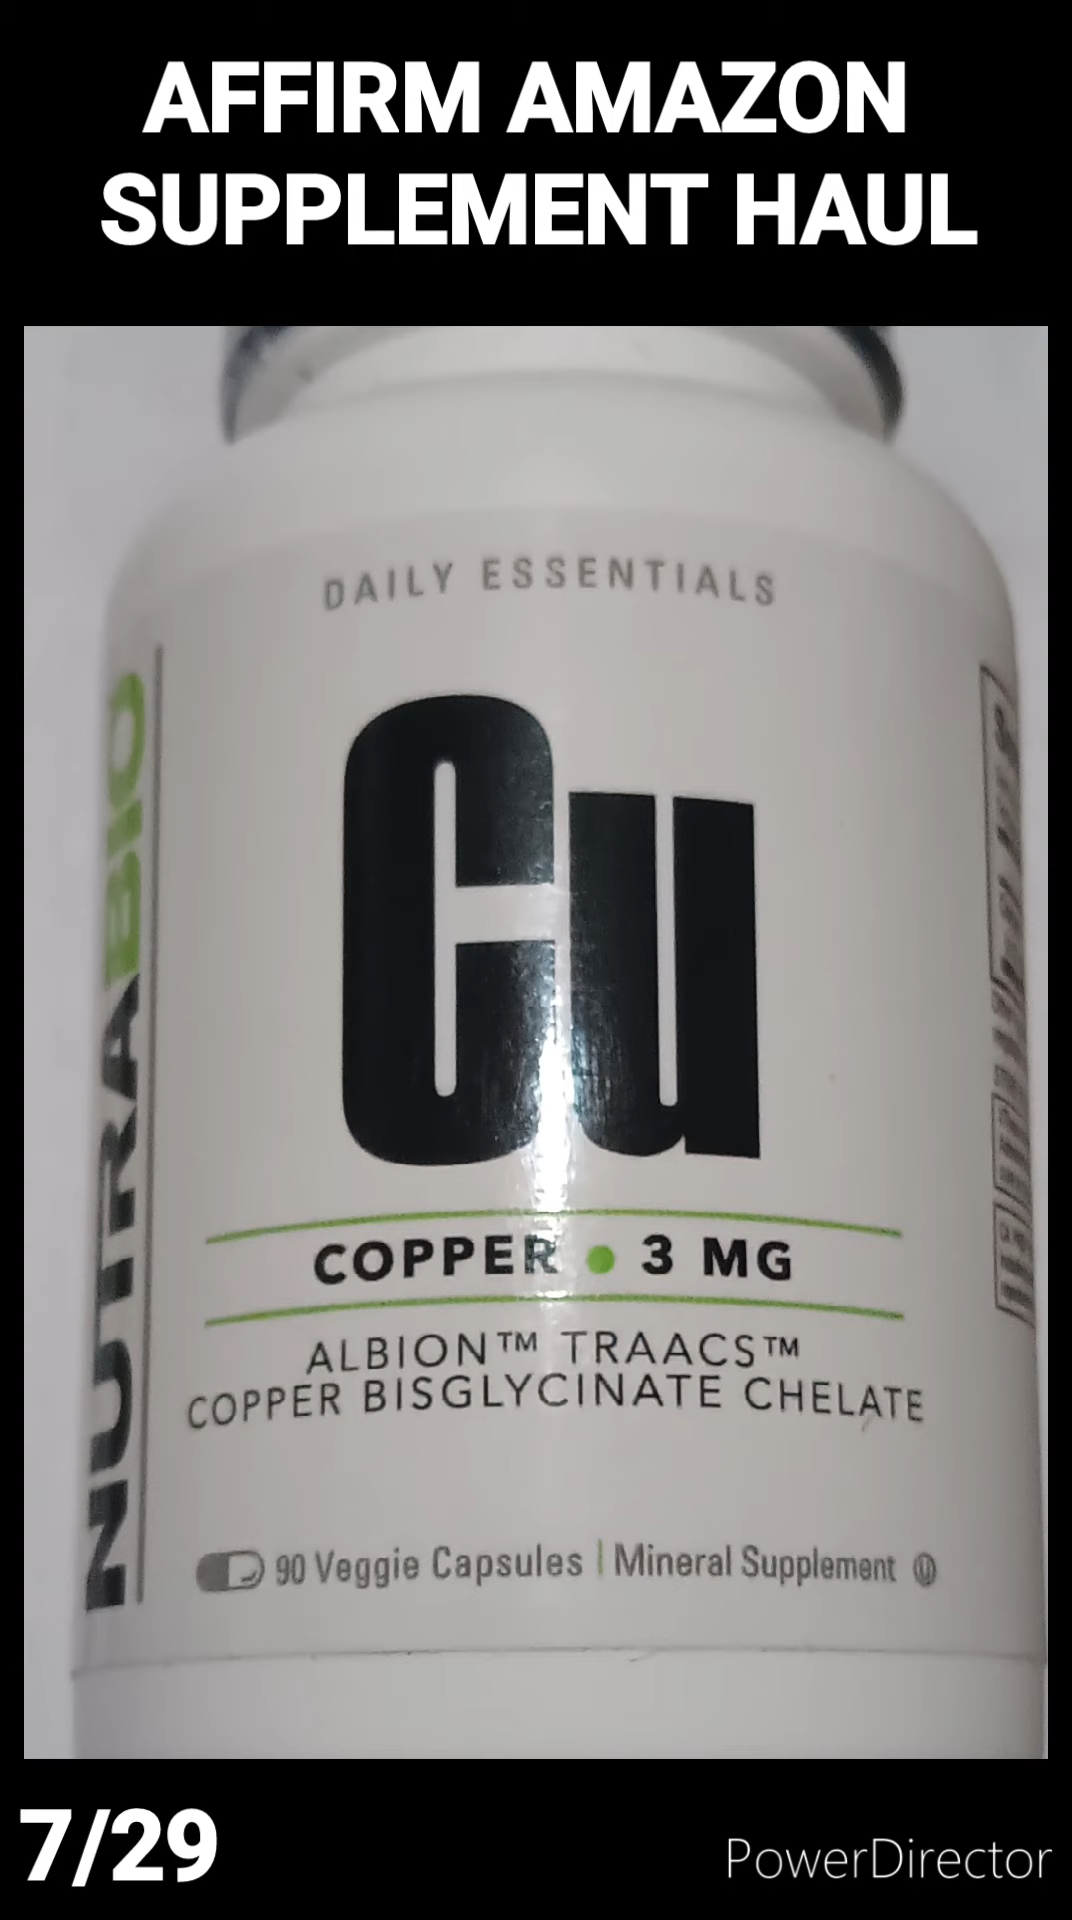 AFFIRM AMAZON
SUPPLEMENT HAUL
DAILY ESSENTIALS
NUTRABIO
Cu
COPPER • 3 MG
ALBION™ TRAACS™
COPPER BISGLYCINATE CHELATE
90 Veggie Capsules | Mineral Supplement
7/29
PowerDirector